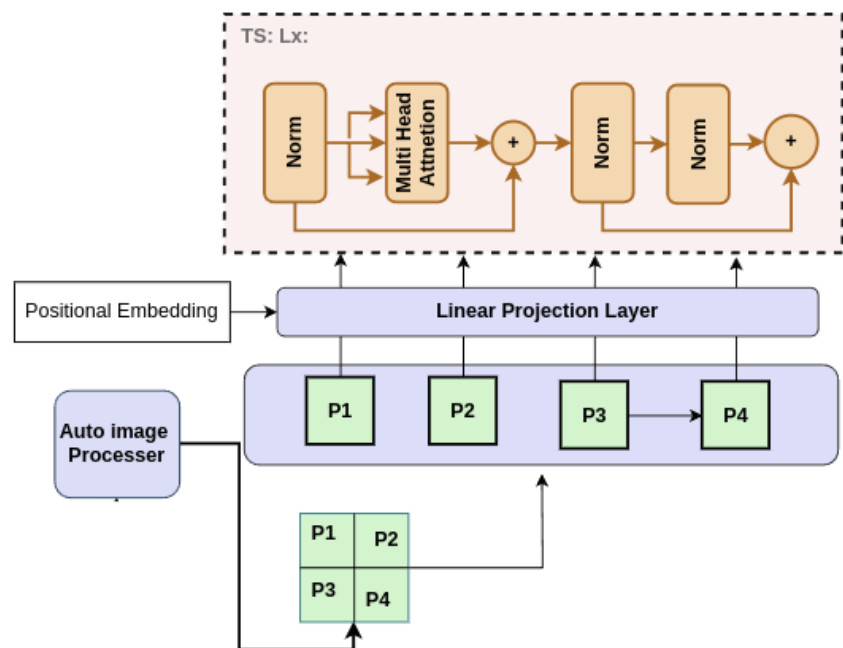 TS: Lx:
Norm
Multi Head
Attnetion
+
Norm
Norm
+
Positional Embedding
Linear Projection Layer
P1
P2
P3
P4
Auto image
Processer
P1
P2
P3
P4